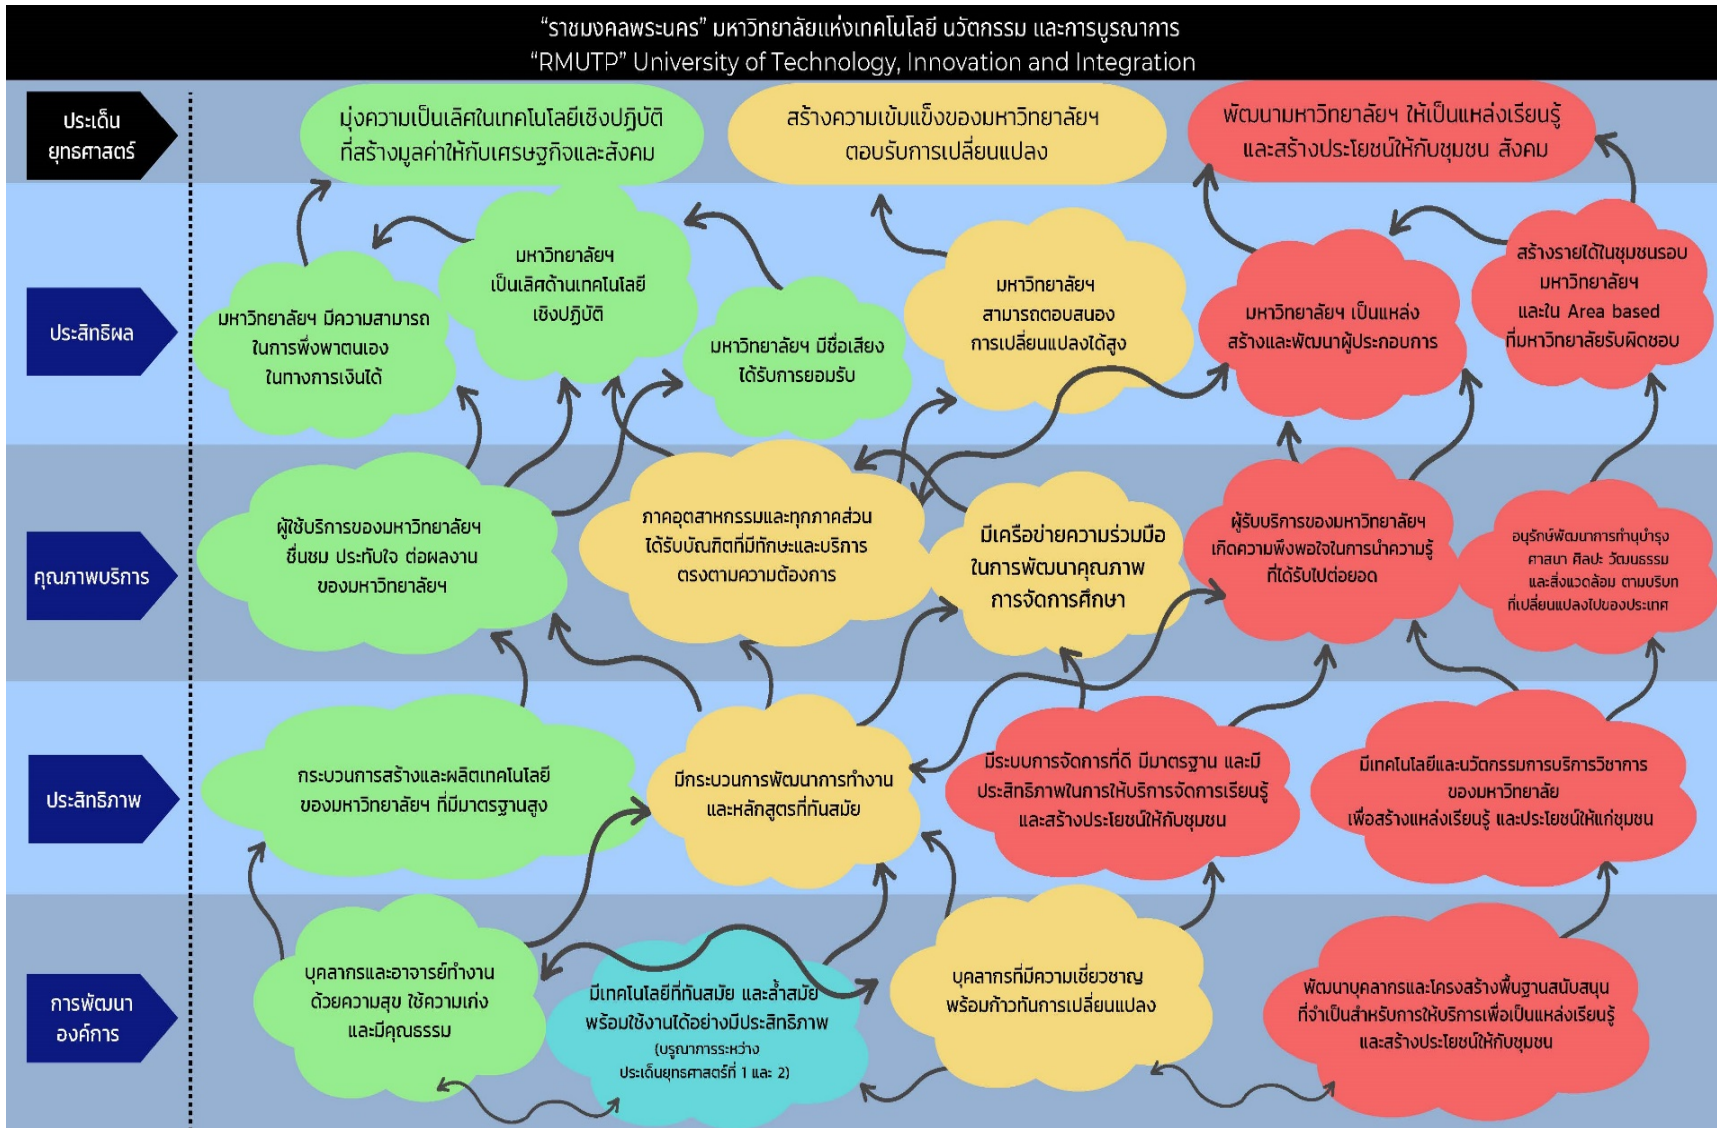 “ราชมงคลพระนคร” มหาวิทยาลัยแห่งเทคโนโลยี นวัตกรรม และการบูรณาการ
“RMUTP” University of Technology, Innovation and Integration
ประเด็น
ยุทธศาสตร์
มุ่งความเป็นเลิศในเทคโนโลยีเชิงปฏิบัติ
ที่สร้างมูลค่าให้กับเศรษฐกิจและสังคม
สร้างความเข้มแข็งของมหาวิทยาลัยฯ
ตอบรับการเปลี่ยนแปลง
พัฒนามหาวิทยาลัยฯ ให้เป็นแหล่งเรียนรู้
และสร้างประโยชน์ให้กับชุมชน สังคม
ประสิทธิผล
มหาวิทยาลัยฯ มีความสามารถ
ในการพึ่งพาตนเอง
ในทางการเงินได้
มหาวิทยาลัยฯ
เป็นเลิศด้านเทคโนโลยี
เชิงปฏิบัติ
มหาวิทยาลัยฯ มีชื่อเสียง
ได้รับการยอมรับ
มหาวิทยาลัยฯ
สามารถตอบสนอง
การเปลี่ยนแปลงได้สูง
มหาวิทยาลัยฯ เป็นแหล่ง
สร้างและพัฒนาผู้ประกอบการ
สร้างรายได้ในชุมชนรอบ
มหาวิทยาลัยฯ
และใน Area based
ที่มหาวิทยาลัยรับผิดชอบ
คุณภาพบริการ
ผู้ใช้บริการของมหาวิทยาลัยฯ
ชื่นชม ประทับใจ ต่อผลงาน
ของมหาวิทยาลัยฯ
ภาคอุตสาหกรรมและทุกภาคส่วน
ได้รับบัณฑิตที่มีทักษะและบริการ
ตรงตามความต้องการ
มีเครือข่ายความร่วมมือ
ในการพัฒนาคุณภาพ
การจัดการศึกษา
ผู้รับบริการของมหาวิทยาลัยฯ
เกิดความพึงพอใจในการนำความรู้
ที่ได้รับไปต่อยอด
อนุรักษ์พัฒนาการทำนุบำรุง
ศาสนา ศิลปะ วัฒนธรรม
และสิ่งแวดล้อม ตามบริบท
ที่เปลี่ยนแปลงไปของประเทศ
ประสิทธิภาพ
กระบวนการสร้างและผลิตเทคโนโลยี
ของมหาวิทยาลัยฯ ที่มีมาตรฐานสูง
มีกระบวนการพัฒนาการทำงาน
และหลักสูตรที่ทันสมัย
มีระบบการจัดการที่ดี มีมาตรฐาน และมี
ประสิทธิภาพในการให้บริการจัดการเรียนรู้
และสร้างประโยชน์ให้กับชุมชน
มีเทคโนโลยีและนวัตกรรมการบริการวิชาการ
ของมหาวิทยาลัย
เพื่อสร้างแหล่งเรียนรู้ และประโยชน์ให้แก่ชุมชน
การพัฒนา
องค์การ
บุคลากรและอาจารย์ทำงาน
ด้วยความสุข ใช้ความเก่ง
และมีคุณธรรม
มีเทคโนโลยีที่ทันสมัย และล้ำสมัย
พร้อมใช้งานได้อย่างมีประสิทธิภาพ
(บรูณาการระหว่าง
ประเด็นยุทธศาสตร์ที่ 1 และ 2)
บุคลากรที่มีความเชี่ยวชาญ
พร้อมก้าวทันการเปลี่ยนแปลง
พัฒนาบุคลากรและโครงสร้างพื้นฐานสนับสนุน
ที่จำเป็นสำหรับการให้บริการเพื่อเป็นแหล่งเรียนรู้
และสร้างประโยชน์ให้กับชุมชน